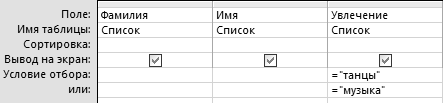 Поле: Фамилия Имя Увлечение
Имя таблицы: Список Список Список
Сортировка:
Вывод на экран:
Условие отбора: ="танцы"
или: ="музыка"